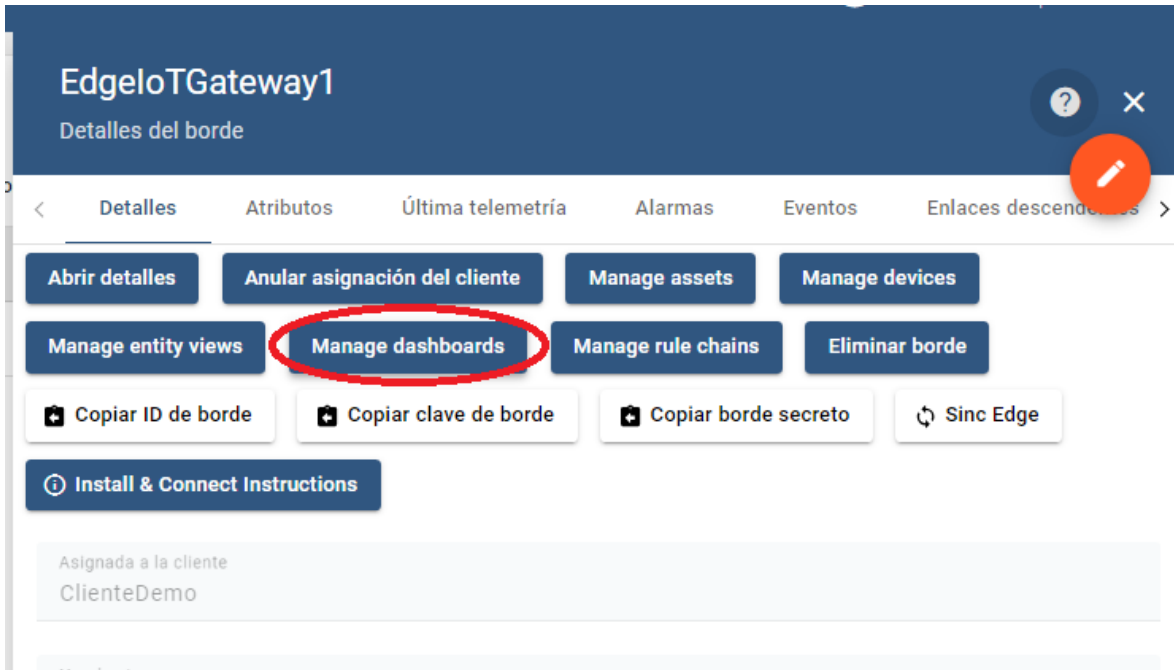 EdgeIoTGateway1
Detalles del borde
Detalles Atributos Última telemetría Alarmas Eventos Enlaces
Abrir detalles Anular asignación del cliente Manage assets Manage devices
Manage entity views Manage dashboards Manage rule chains Eliminar borde
Copiar ID de borde Copiar clave de borde Copiar borde secreto Sinc Edge
Install & Connect Instructions
Asignada a la cliente
ClienteDemo